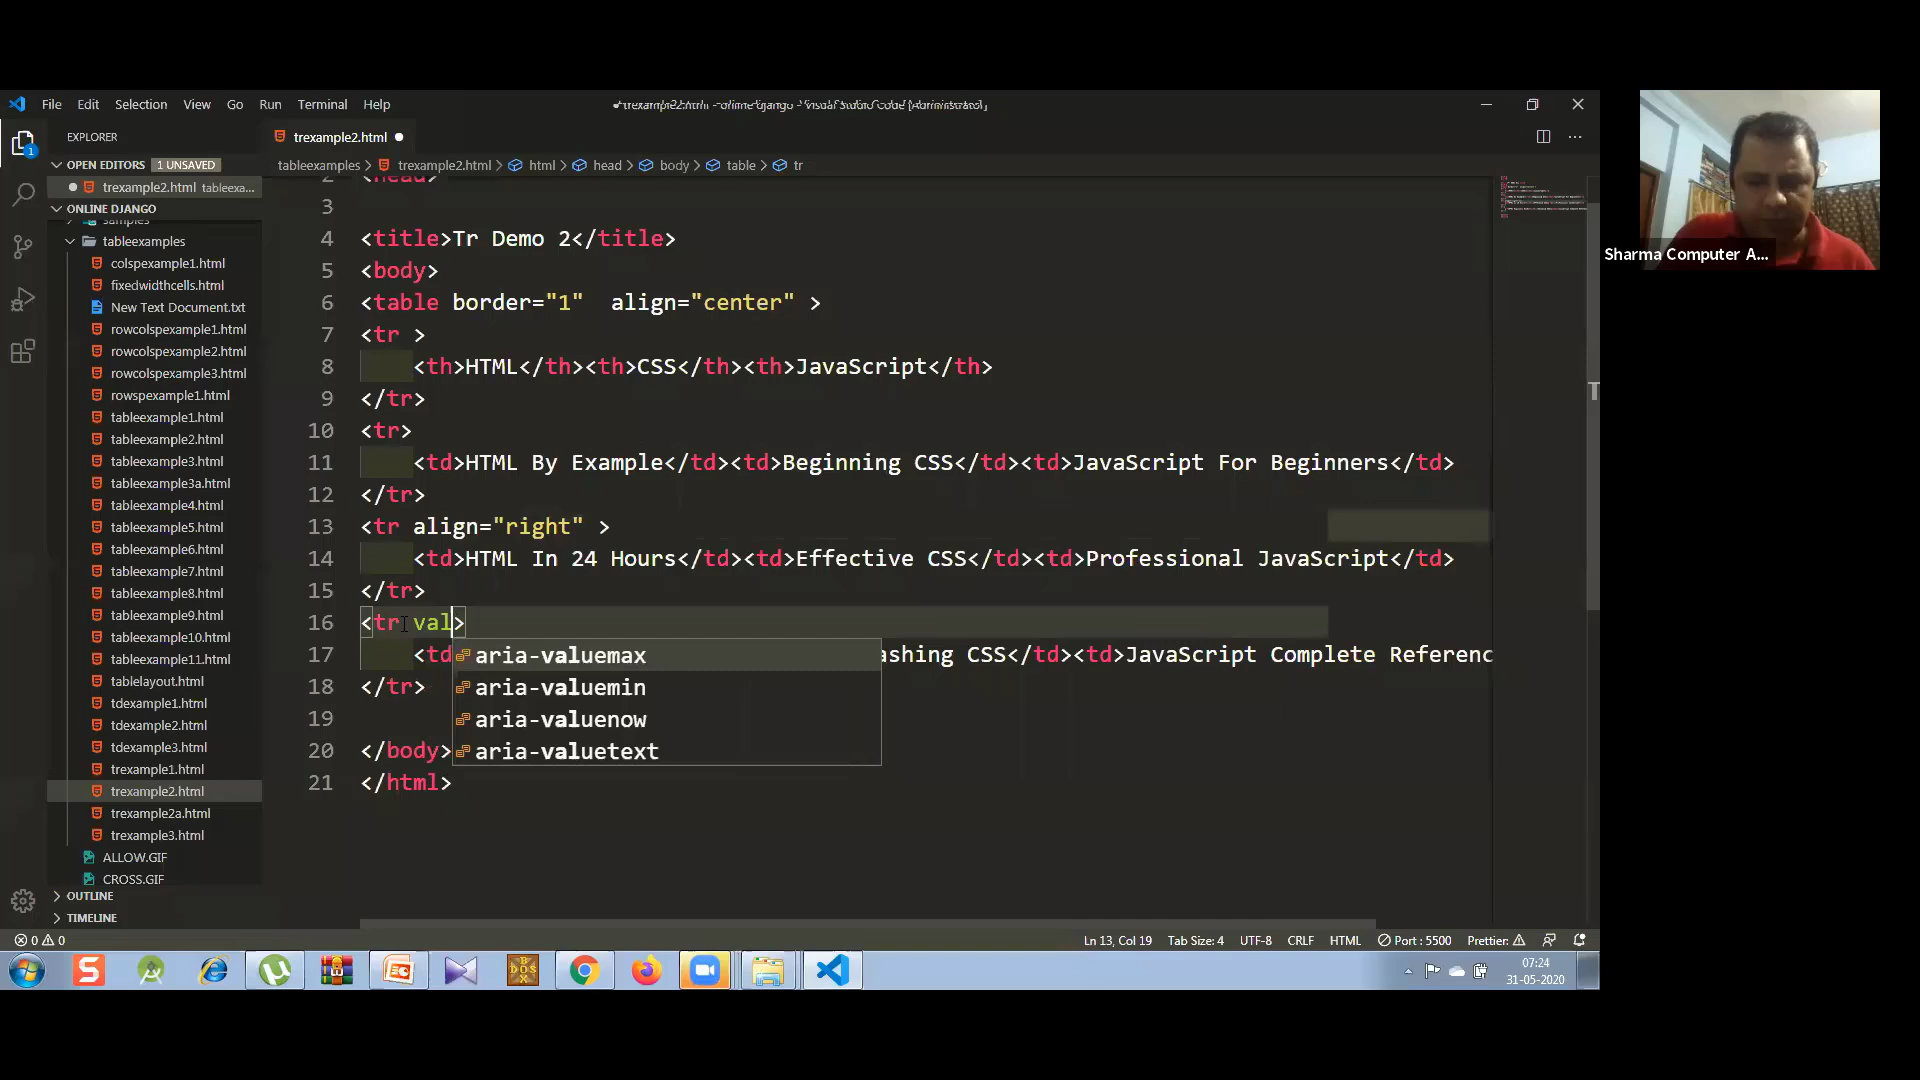 File Edit Selection View Go Run Terminal Help
EXPLORER
OPEN EDITORS 1 UNSAVED
trexample2.html tableexa...
ONLINE DJANGO
samples
tableexamples
colspexample1.html
fixedwidthcells.html
New Text Document.txt
rowcolspexample1.html
rowcolspexample2.html
rowcolspexample3.html
rowspexample1.html
tableexample1.html
tableexample2.html
tableexample3.html
tableexample3a.html
tableexample4.html
tableexample5.html
tableexample6.html
tableexample7.html
tableexample8.html
tableexample9.html
tableexample10.html
tableexample11.html
tablelayout.html
tdexample1.html
tdexample2.html
tdexample3.html
trexample1.html
trexample2.html
trexample2a.html
trexample3.html
ALLOW.GIF
CROSS.GIF
OUTLINE
TIMELINE
trexample2.html
tableexamples > trexample2.html > html > head > body > table > tr
2 <head>
3
4 <title>Tr Demo 2</title>
5 <body>
6 <table border="1" align="center" >
7 <tr >
8 <th>HTML</th><th>CSS</th><th>JavaScript</th>
9 </tr>
10 <tr>
11 <td>HTML By Example</td><td>Beginning CSS</td><td>JavaScript For Beginners</td>
12 </tr>
13 <tr align="right" >
14 <td>HTML In 24 Hours</td><td>Effective CSS</td><td>Professional JavaScript</td>
15 </tr>
16 <tr val>
17 <td ashing CSS</td><td>JavaScript Complete Referenc
18 </tr>
19
20 </body>
21 </html>
aria-valuemax
aria-valuemin
aria-valuenow
aria-valuetext
0 0 Ln 13, Col 19 Tab Size: 4 UTF-8 CRLF HTML Port : 5500 Prettier:
07:24
31-05-2020
Sharma Computer A...